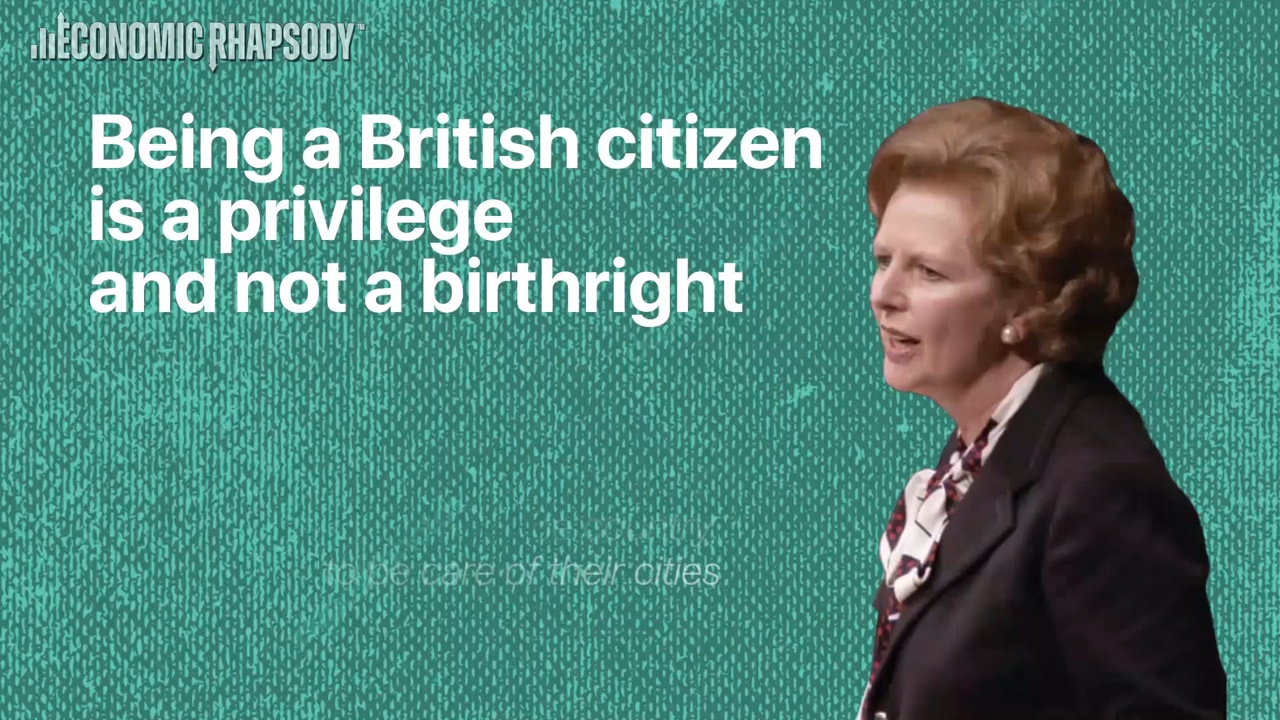 ECONOMIC RHAPSODY
Being a British citizen
is a privilege
and not a birthright
to be care of their cities